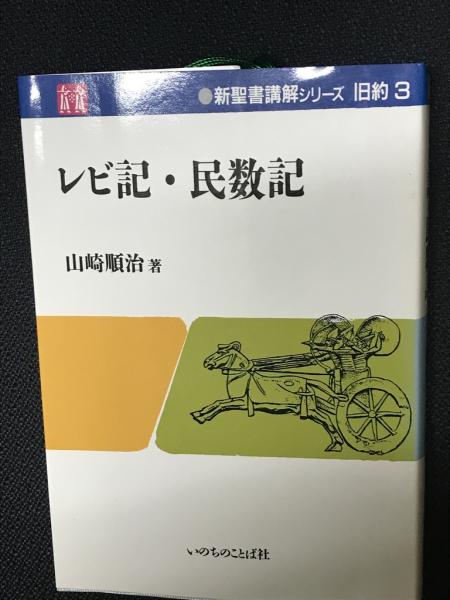 ●新聖書講解シリーズ 旧約3
レビ記・民数記
山崎順治 著
いのちのことば社